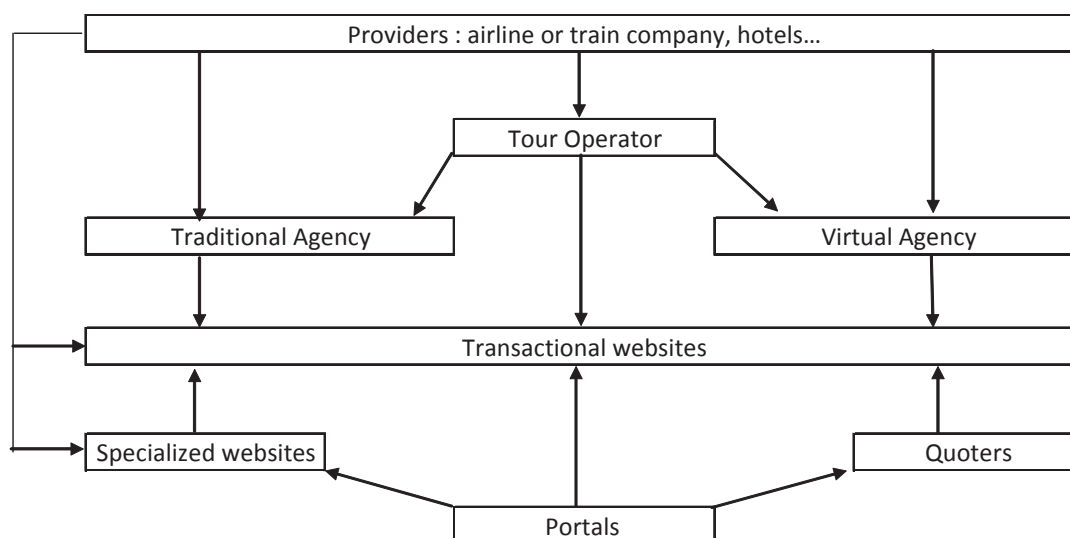 Providers : airline or train company, hotels…
Tour Operator
Traditional Agency
Virtual Agency
Transactional websites
Specialized websites
Quoters
Portals